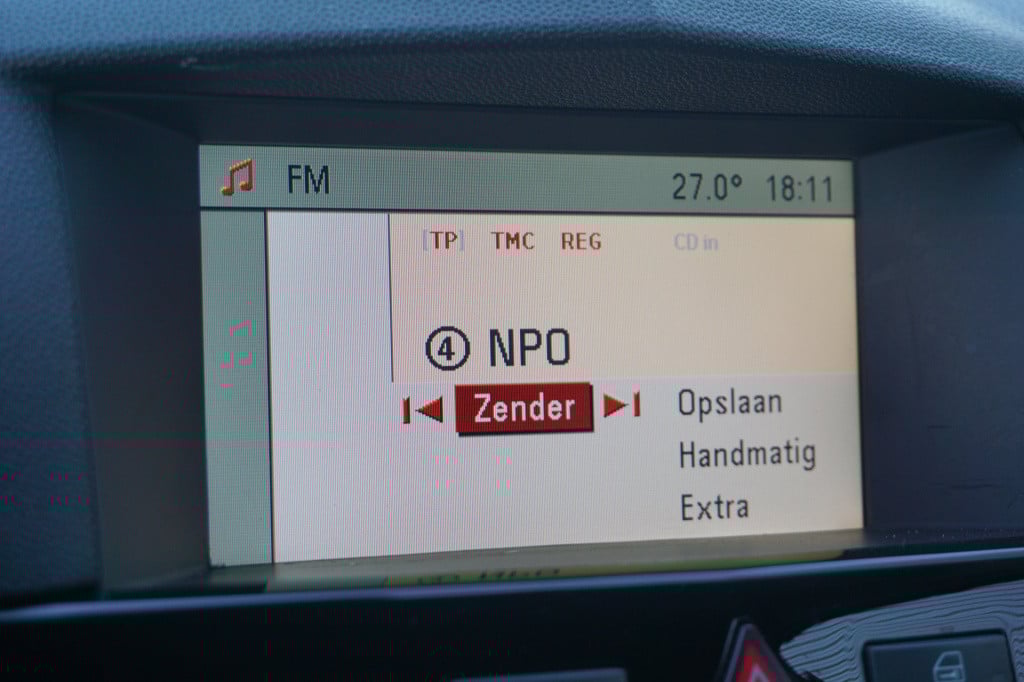 FM 27.0° 18:11
[TP] TMC REG CD in
④ NPO
Zender
Opslaan
Handmatig
Extra